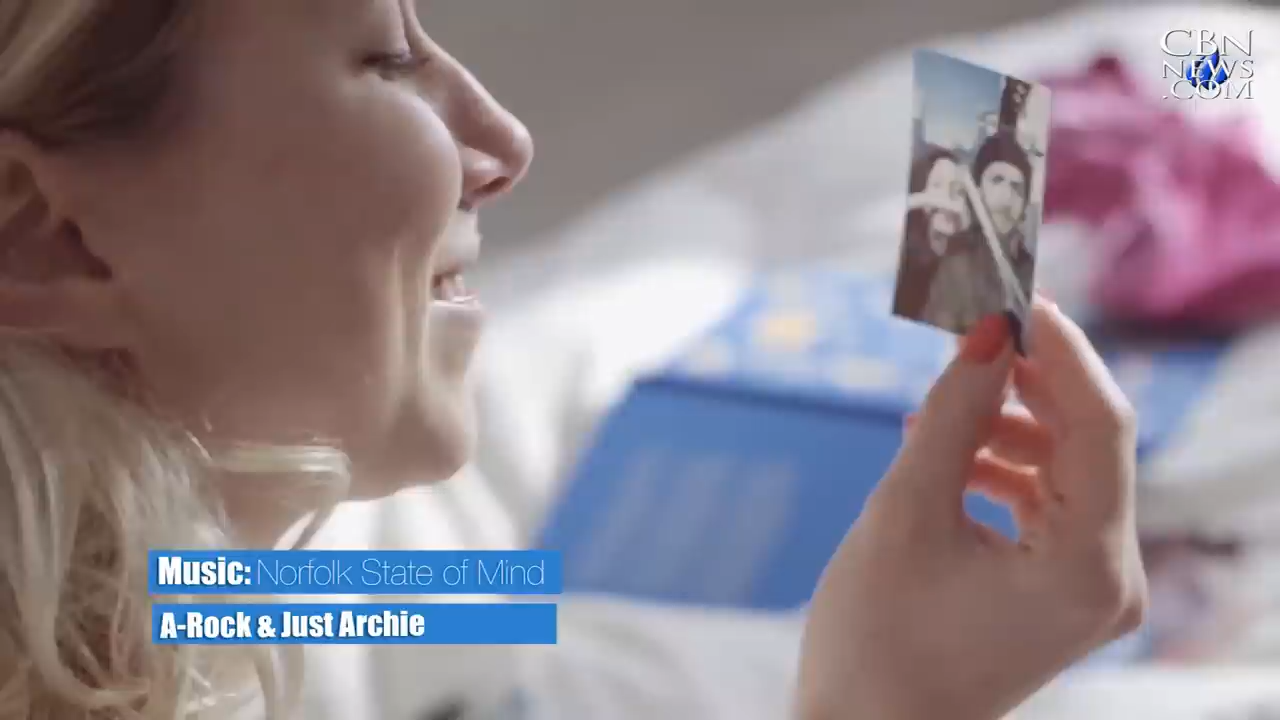 CBN
NEWS
.COM
Music: Norfolk State of Mind
A-Rock & Just Archie